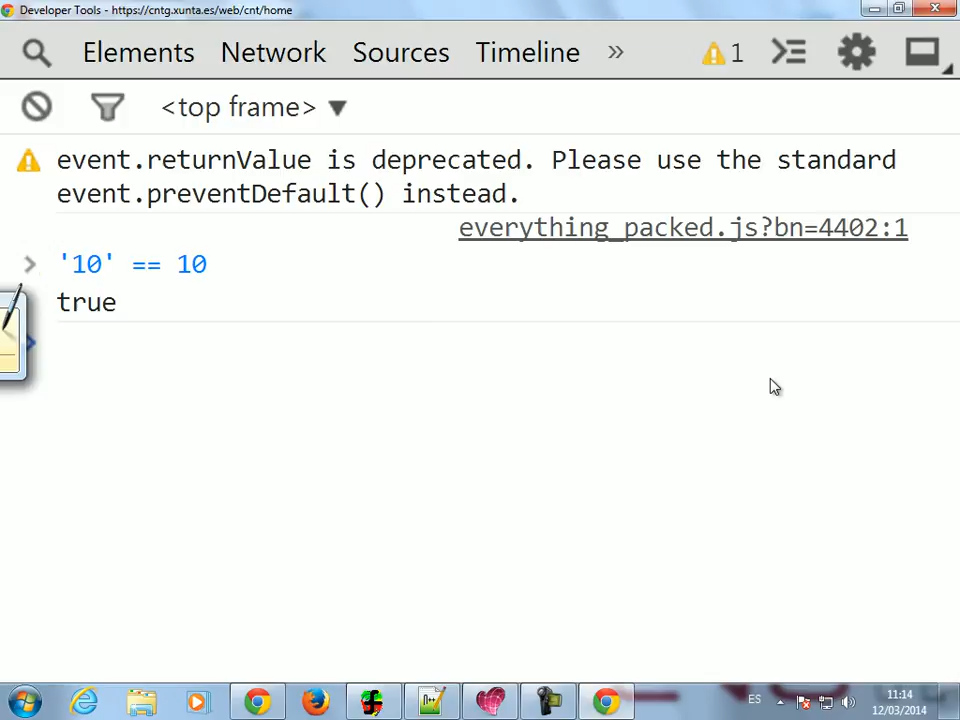 Developer Tools - https://cntg.xunta.es/web/cnt/home
Elements Network Sources Timeline » 1
<top frame> ▼
event.returnValue is deprecated. Please use the standard
event.preventDefault() instead.
everything_packed.js?bn=4402:1
> '10' == 10
true
ES
11:14
12/03/2014